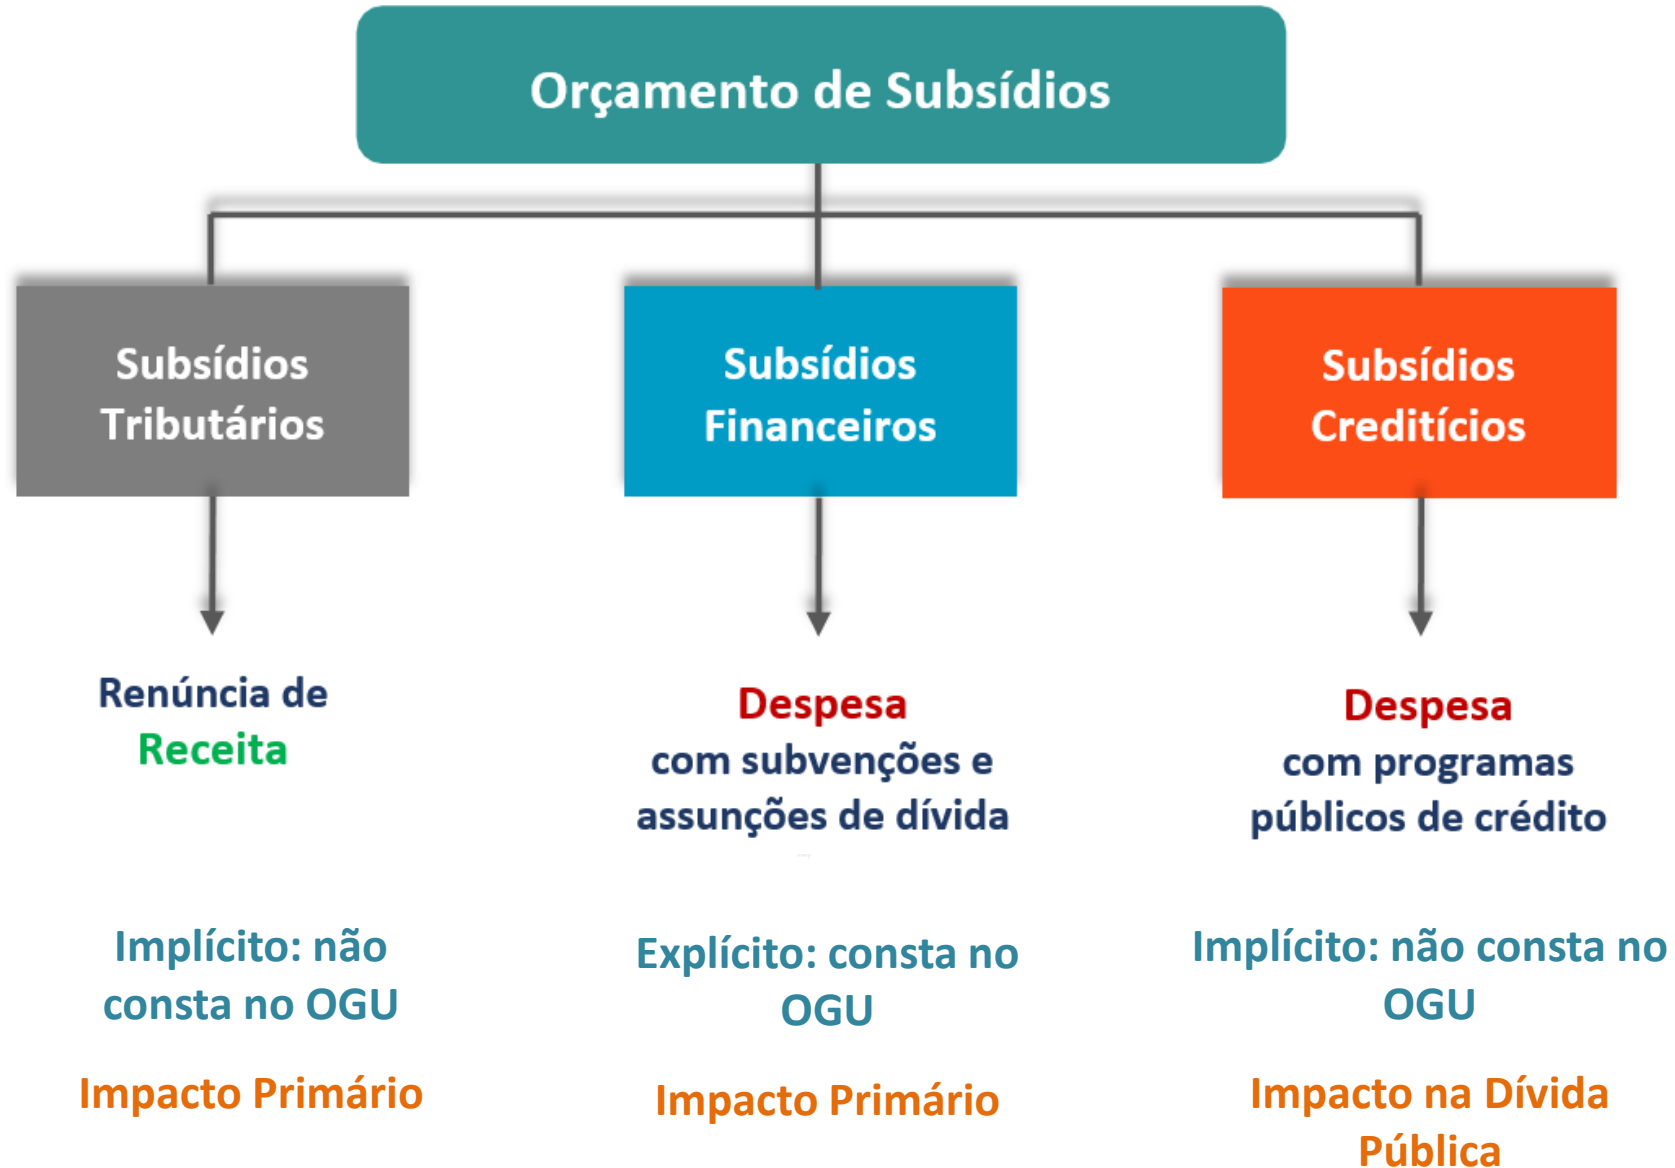 Orçamento de Subsídios
Subsídios
Tributários
Subsídios
Financeiros
Subsídios
Creditícios
Renúncia de
Receita
Despesa
com subvenções e
assunções de dívida
Despesa
com programas
públicos de crédito
Implícito: não
consta no OGU
Explícito: consta no
OGU
Implícito: não consta no
OGU
Impacto Primário
Impacto Primário
Impacto na Dívida
Pública